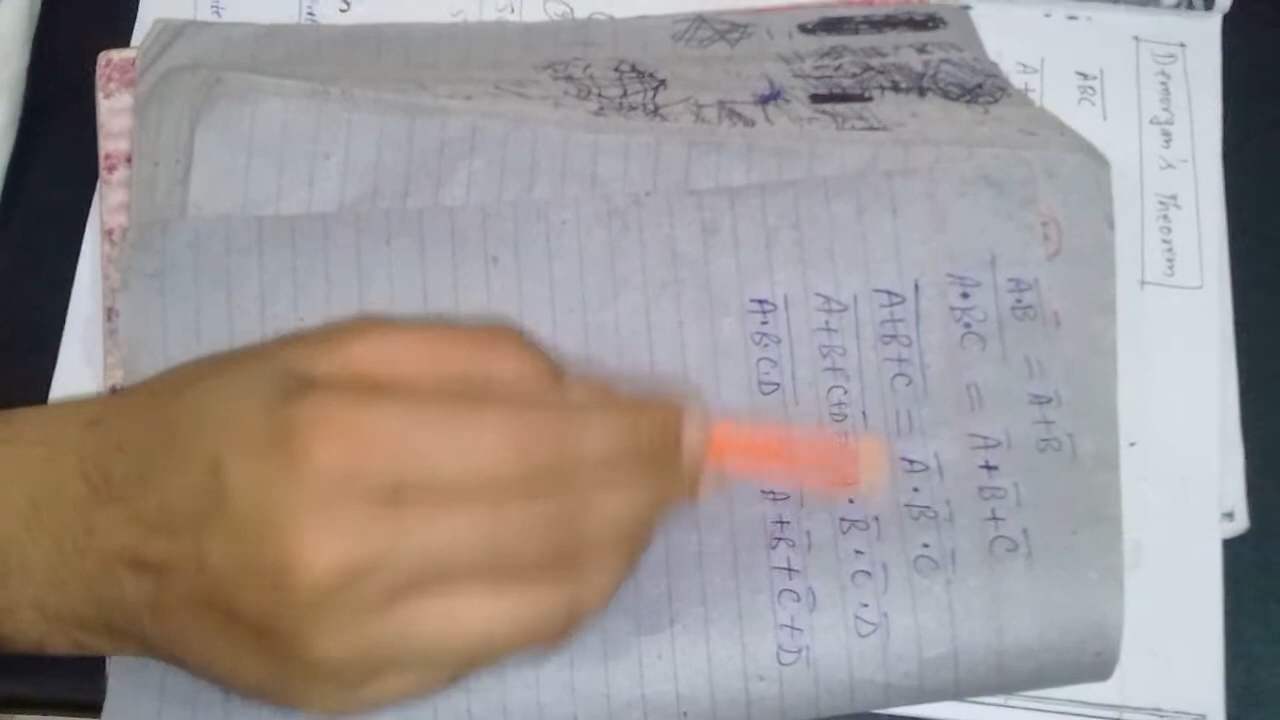 Demorgan's Theorem
A̅B̅C̅
A̅·̅B̅ = A̅+B̅
A̅·̅B̅·̅C̅ = A̅+B̅+C̅
A̅+̅B̅+̅C̅ = A̅·B̅·C̅
A̅+̅B̅+̅C̅+̅D̅ = ·B̅·C̅·D̅
A̅·̅B̅·̅C̅·̅D̅ A̅+B̅+C̅+D̅